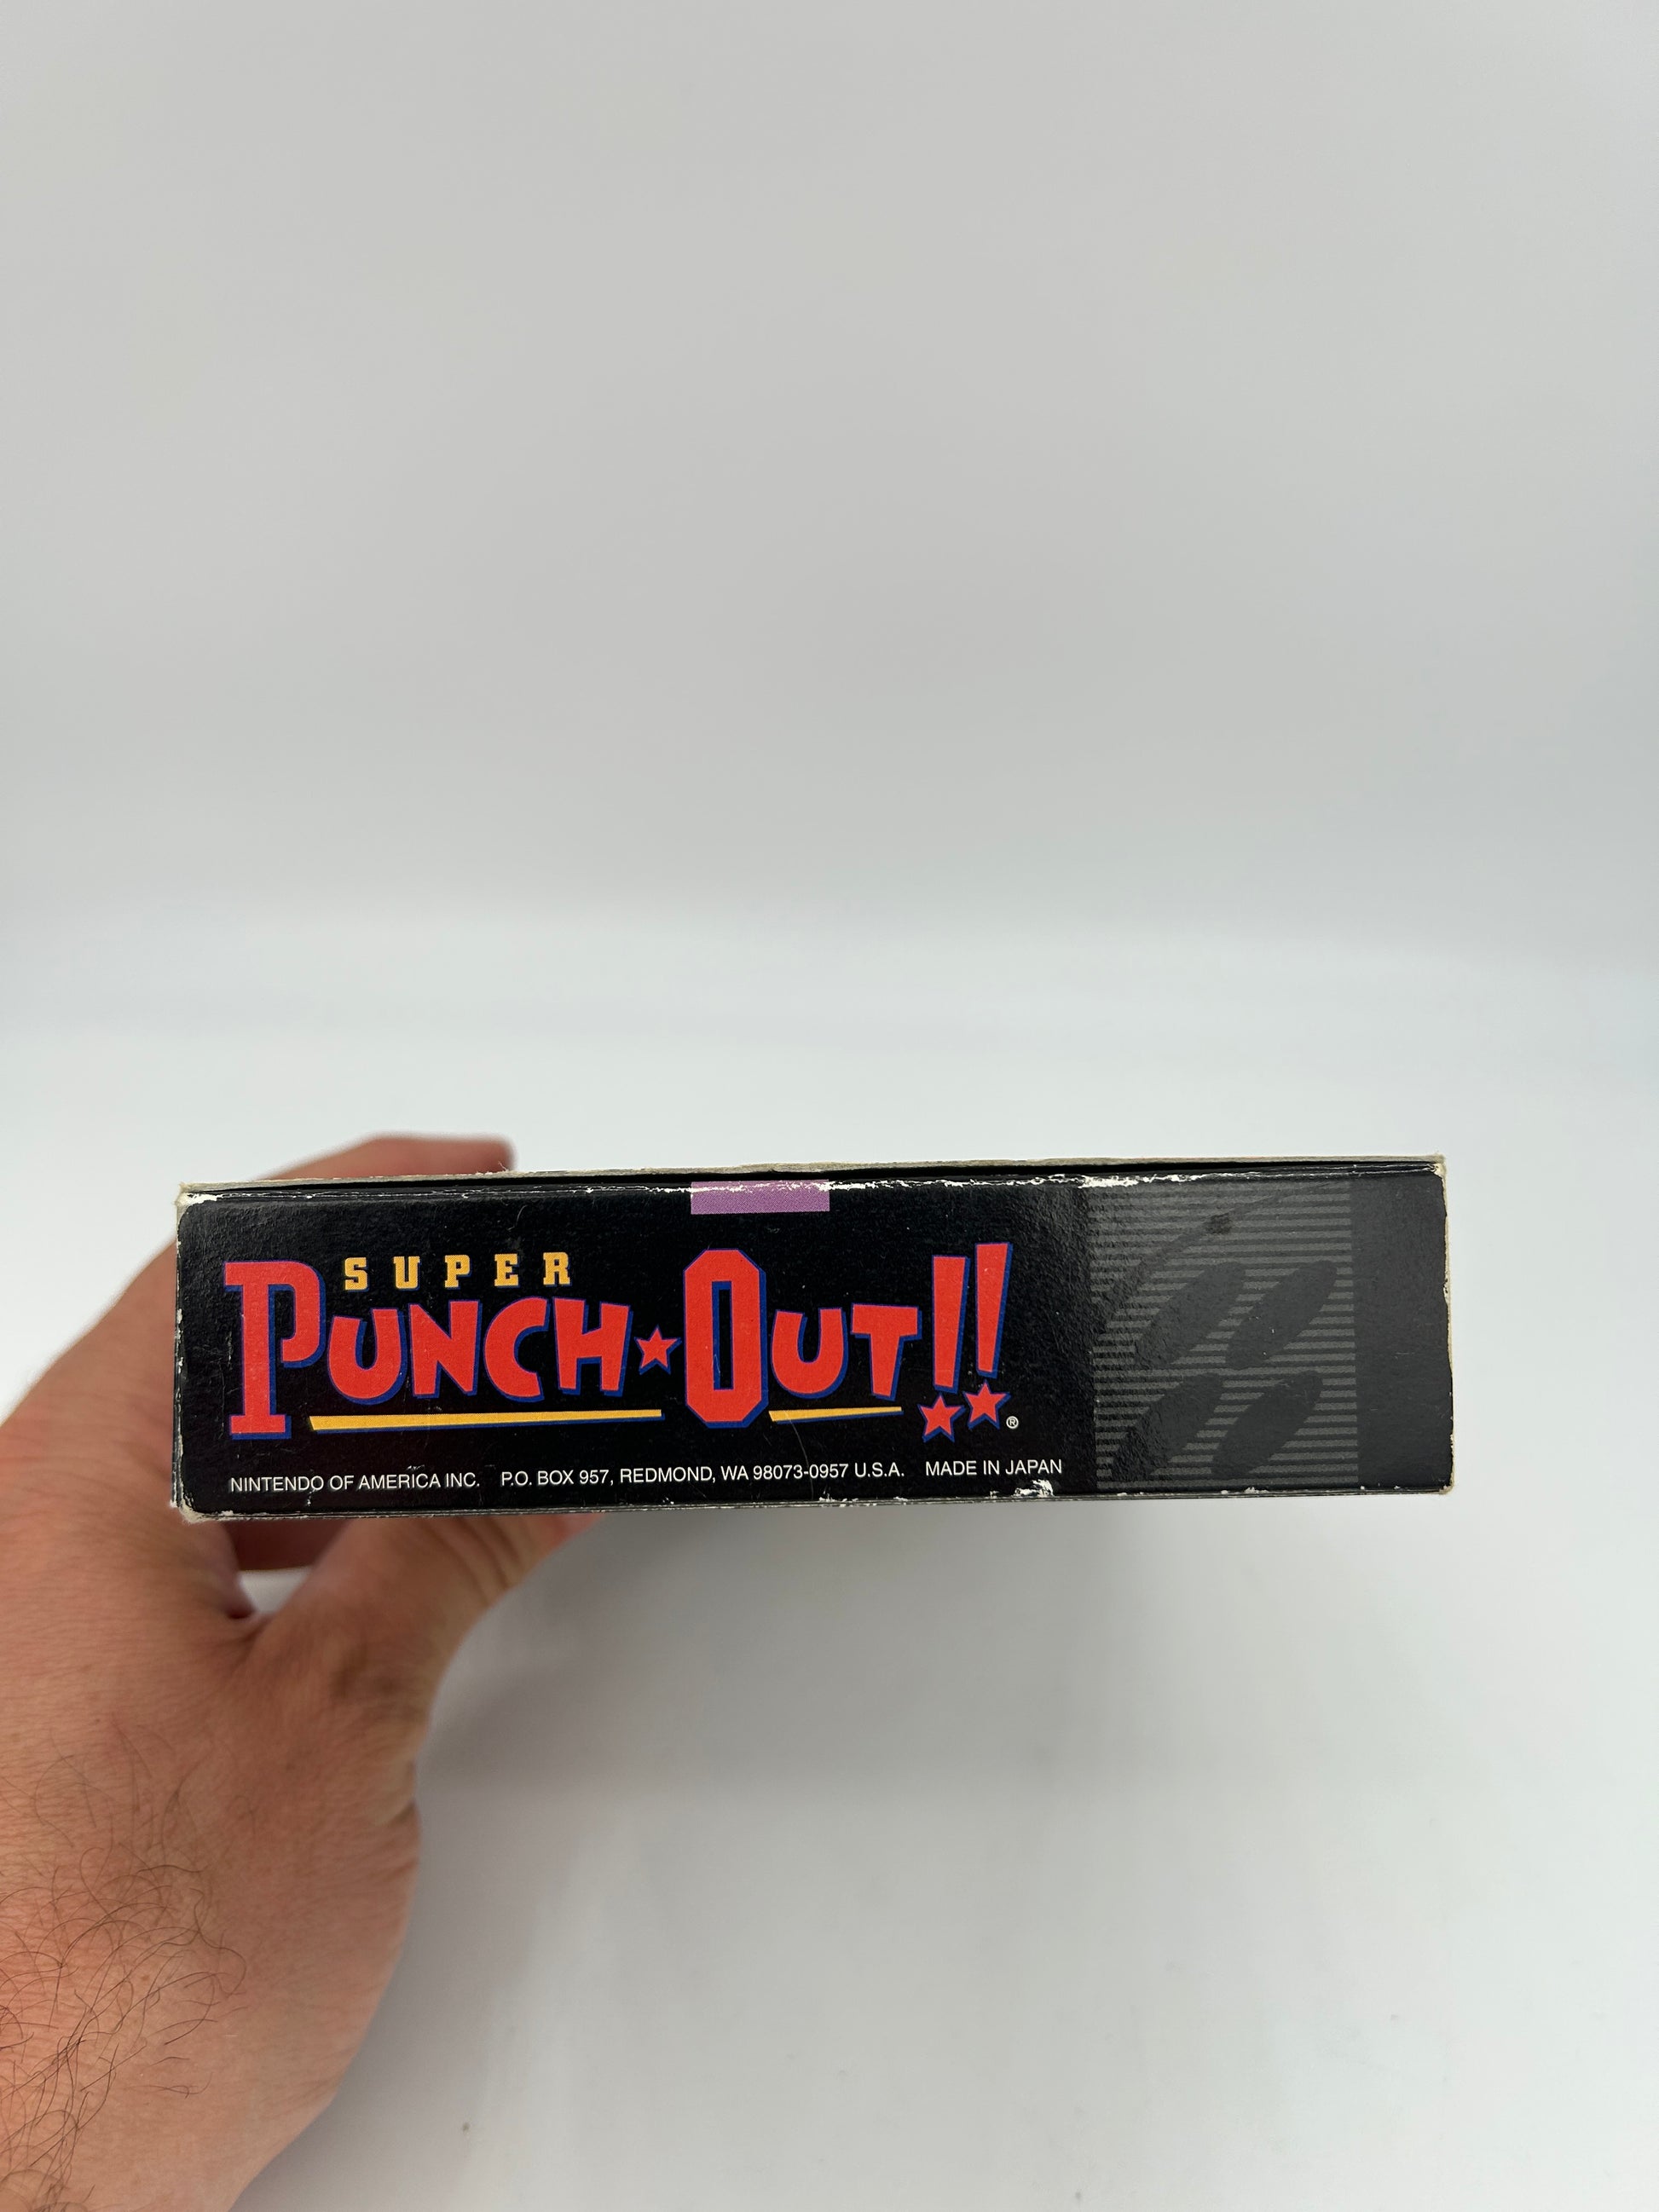 SUPER
PUNCH★OUT!!®
NINTENDO OF AMERICA INC. P.O. BOX 957, REDMOND, WA 98073-0957 U.S.A. MADE IN JAPAN